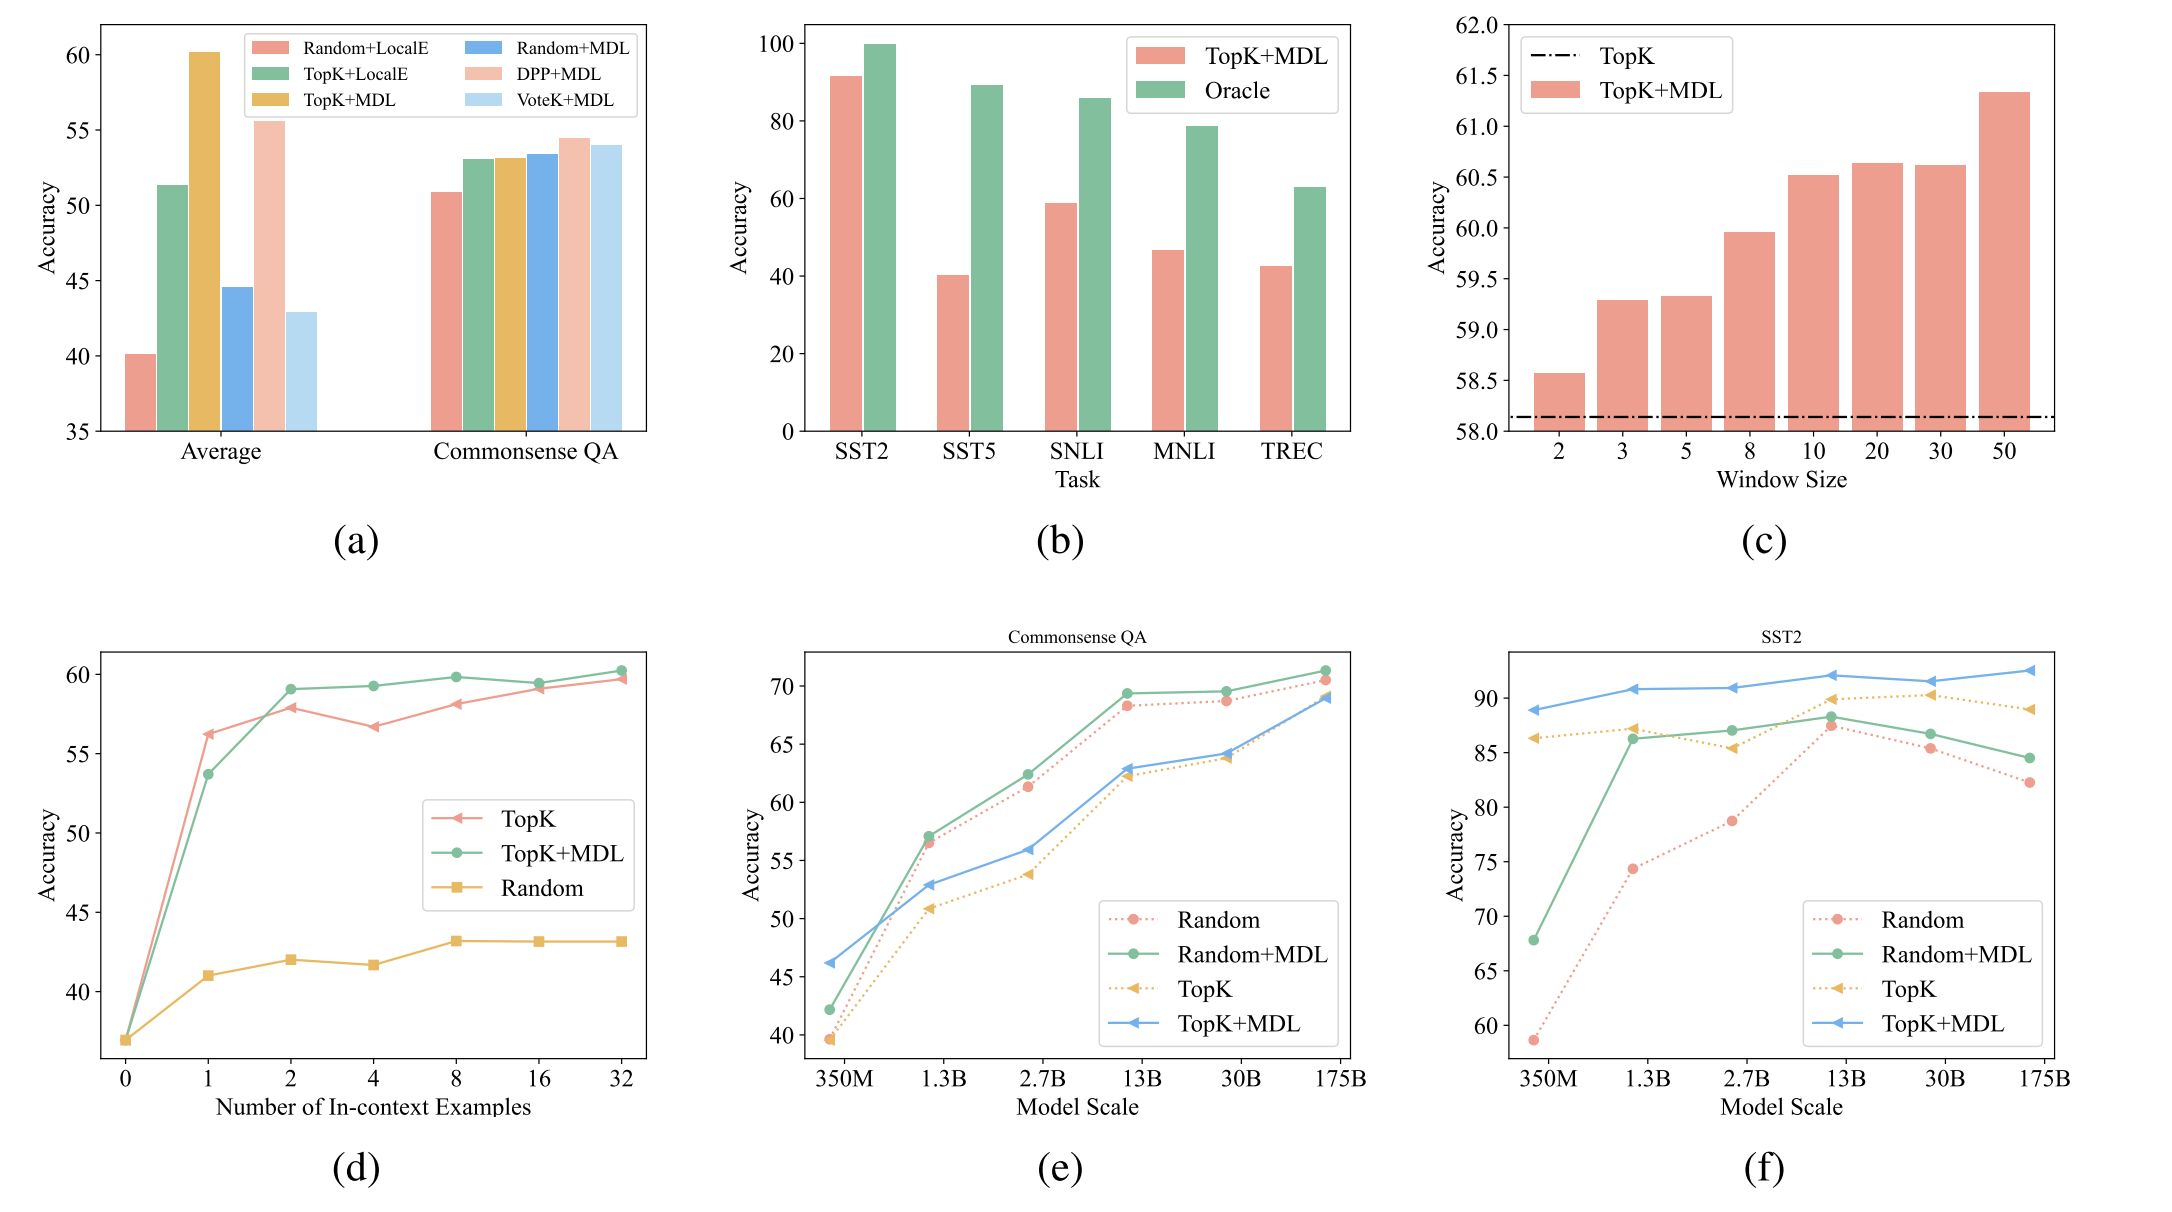 60
55
50
45
40
35
Accuracy
Random+LocalE
TopK+LocalE
TopK+MDL
Random+MDL
DPP+MDL
VoteK+MDL
Average
Commonsense QA
(a)
100
80
60
40
20
0
Accuracy
TopK+MDL
Oracle
SST2
SST5
SNLI
MNLI
TREC
Task
(b)
62.0
61.5
61.0
60.5
60.0
59.5
59.0
58.5
58.0
Accuracy
TopK
TopK+MDL
2
3
5
8
10
20
30
50
Window Size
(c)
60
55
50
45
40
Accuracy
TopK
TopK+MDL
Random
0
1
2
4
8
16
32
Number of In-context Examples
(d)
Commonsense QA
70
65
60
55
50
45
40
Accuracy
Random
Random+MDL
TopK
TopK+MDL
350M
1.3B
2.7B
13B
30B
175B
Model Scale
(e)
SST2
90
85
80
75
70
65
60
Accuracy
Random
Random+MDL
TopK
TopK+MDL
350M
1.3B
2.7B
13B
30B
175B
Model Scale
(f)